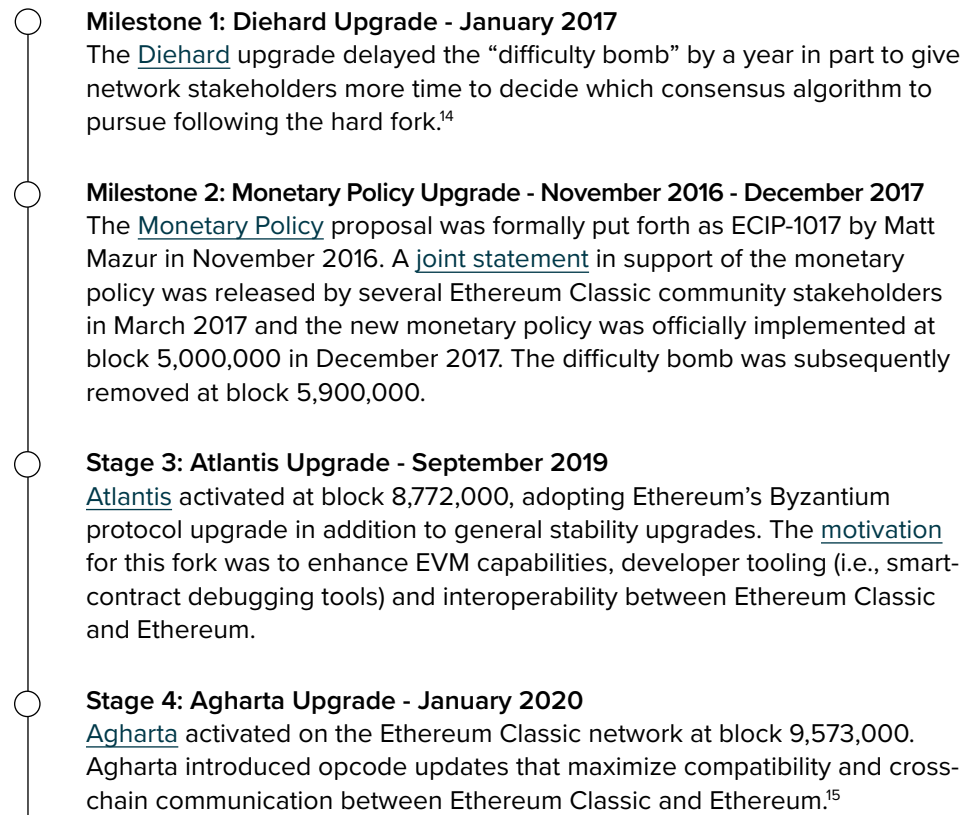 Milestone 1: Diehard Upgrade - January 2017
The Diehard upgrade delayed the “difficulty bomb” by a year in part to give
network stakeholders more time to decide which consensus algorithm to
pursue following the hard fork.14
Milestone 2: Monetary Policy Upgrade - November 2016 - December 2017
The Monetary Policy proposal was formally put forth as ECIP-1017 by Matt
Mazur in November 2016. A joint statement in support of the monetary
policy was released by several Ethereum Classic community stakeholders
in March 2017 and the new monetary policy was officially implemented at
block 5,000,000 in December 2017. The difficulty bomb was subsequently
removed at block 5,900,000.
Stage 3: Atlantis Upgrade - September 2019
Atlantis activated at block 8,772,000, adopting Ethereum’s Byzantium
protocol upgrade in addition to general stability upgrades. The motivation
for this fork was to enhance EVM capabilities, developer tooling (i.e., smart-
contract debugging tools) and interoperability between Ethereum Classic
and Ethereum.
Stage 4: Agharta Upgrade - January 2020
Agharta activated on the Ethereum Classic network at block 9,573,000.
Agharta introduced opcode updates that maximize compatibility and cross-
chain communication between Ethereum Classic and Ethereum.15